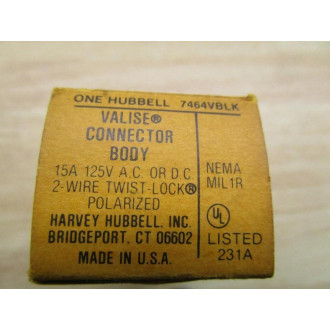 ONE HUBBELL 7464VBLK
VALISE®
CONNECTOR
BODY
15A 125V A.C. OR D.C.
2-WIRE TWIST-LOCK®
POLARIZED
HARVEY HUBBELL, INC.
BRIDGEPORT, CT 06602
MADE IN U.S.A.
NEMA
ML1R
UL
LISTED
231A